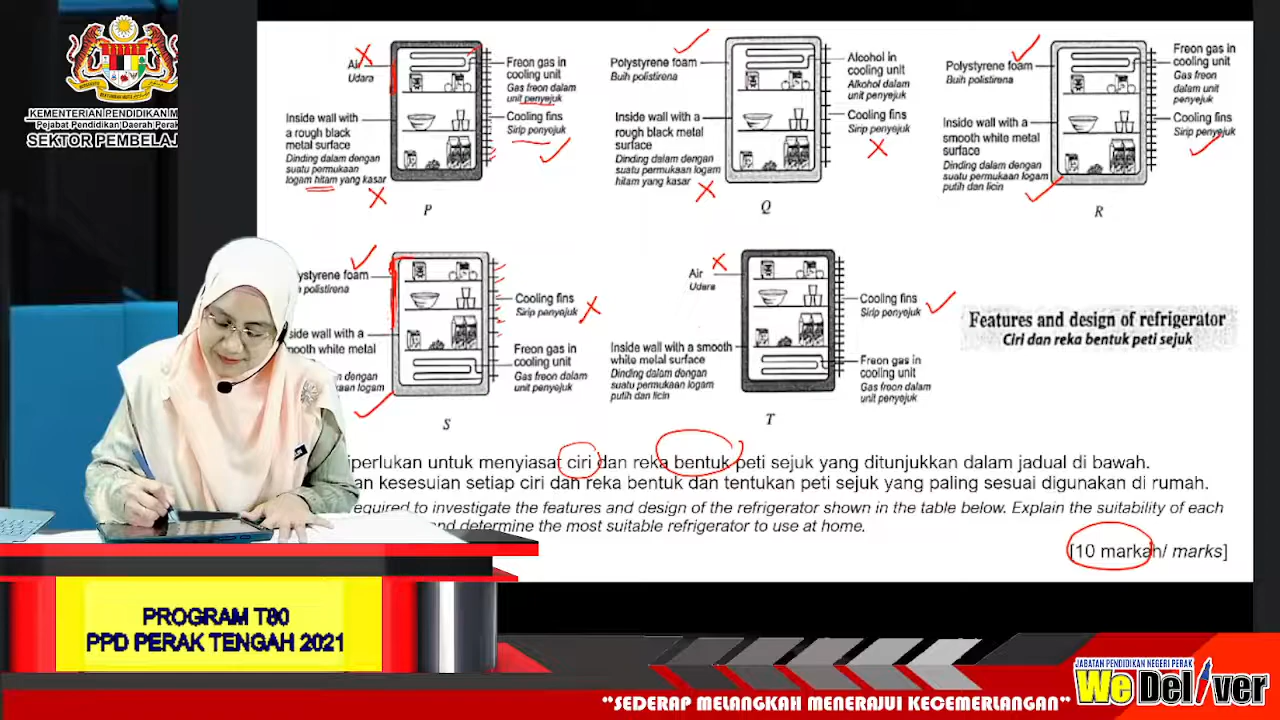 KEMENTERIAN PENDIDIKAN M
Pejabat Pendidikan Daerah Perak
SEKTOR PEMBELAJ
Air
Udara
Freon gas in
cooling unit
Gas freon dalam
unit penyejuk
Cooling fins
Sirip penyejuk
Inside wall with
a rough black
metal surface
Dinding dalam dengan
suatu permukaan
logam hitam yang kasar
P
Polystyrene foam
Buih polistirena
Alcohol in
cooling unit
Alkohol dalam
unit penyejuk
Cooling fins
Sirip penyejuk
Inside wall with a
rough black metal
surface
Dinding dalam dengan
suatu permukaan logam
hitam yang kasar
Q
Polystyrene foam
Buih polistirena
Freon gas in
cooling unit
Gas freon
dalam unit
penyejuk
Cooling fins
Sirip penyejuk
Inside wall with a
smooth white metal
surface
Dinding dalam dengan
suatu permukaan logam
putih dan licin
R
ystyrene foam
polistirena
Cooling fins
Sirip penyejuk
side wall with a
mooth white metal
Freon gas in
cooling unit
Gas freon dalam
unit penyejuk
n dengan
kaan logam
S
Air
Udara
Cooling fins
Sirip penyejuk
Inside wall with a smooth
white metal surface
Dinding dalam dengan
suatu permukaan logam
putih dan licin
Freon gas in
cooling unit
Gas freon dalam
unit penyejuk
T
Features and design of refrigerator
Ciri dan reka bentuk peti sejuk
iperlukan untuk menyiasat ciri dan reka bentuk peti sejuk yang ditunjukkan dalam jadual di bawah.
an kesesuian setiap ciri dan reka bentuk dan tentukan peti sejuk yang paling sesuai digunakan di rumah.
equired to investigate the features and design of the refrigerator shown in the table below. Explain the suitability of each
and determine the most suitable refrigerator to use at home.
[10 markah/ marks]
PROGRAM T80
PPD PERAK TENGAH 2021
"SEDERAP MELANGKAH MENERAJUI KECEMERLANGAN"
JABATAN PENDIDIKAN NEGERI PERAK
We Deliver